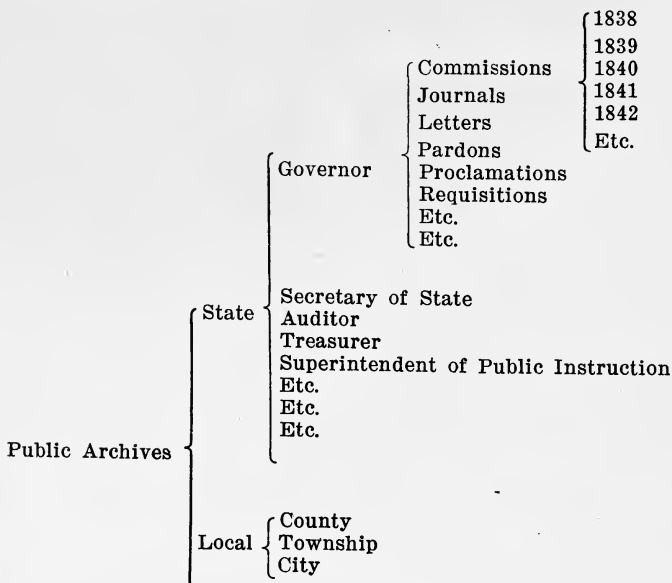 1838
1839
1840
1841
1842
Etc.
Commissions
Journals
Letters
Pardons
Proclamations
Requisitions
Etc.
Etc.
Governor
Secretary of State
Auditor
Treasurer
Superintendent of Public Instruction
Etc.
Etc.
Etc.
State
Public Archives
County
Township
City
Local